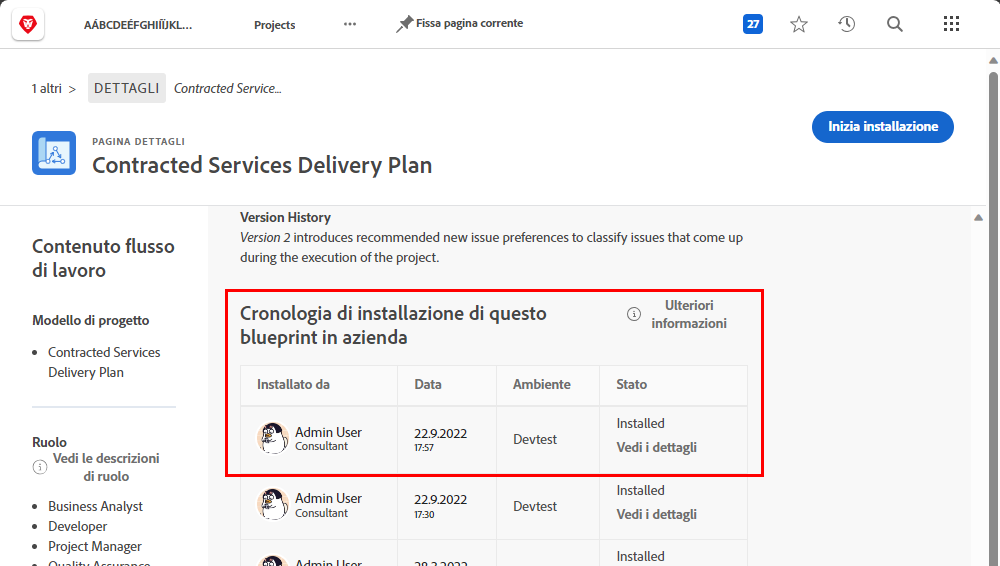 AÁBCDEÉFGHIÍÏJKL...
Projects
Fissa pagina corrente
27
1 altri > DETTAGLI Contracted Service...
PAGINA DETTAGLI
Contracted Services Delivery Plan
Inizia installazione
Contenuto flusso
di lavoro
Modello di progetto
• Contracted Services
Delivery Plan
Ruolo
Vedi le descrizioni
di ruolo
• Business Analyst
• Developer
• Project Manager
• Quality Assurance
Version History
Version 2 introduces recommended new issue preferences to classify issues that come up
during the execution of the project.
Cronologia di installazione di questo
blueprint in azienda
Ulteriori
informazioni
Installato da Data Ambiente Stato
Admin User
Consultant
22.9.2022
17:57
Devtest
Installed
Vedi i dettagli
Admin User
Consultant
22.9.2022
17:30
Devtest
Installed
Vedi i dettagli
Admin User
Installed